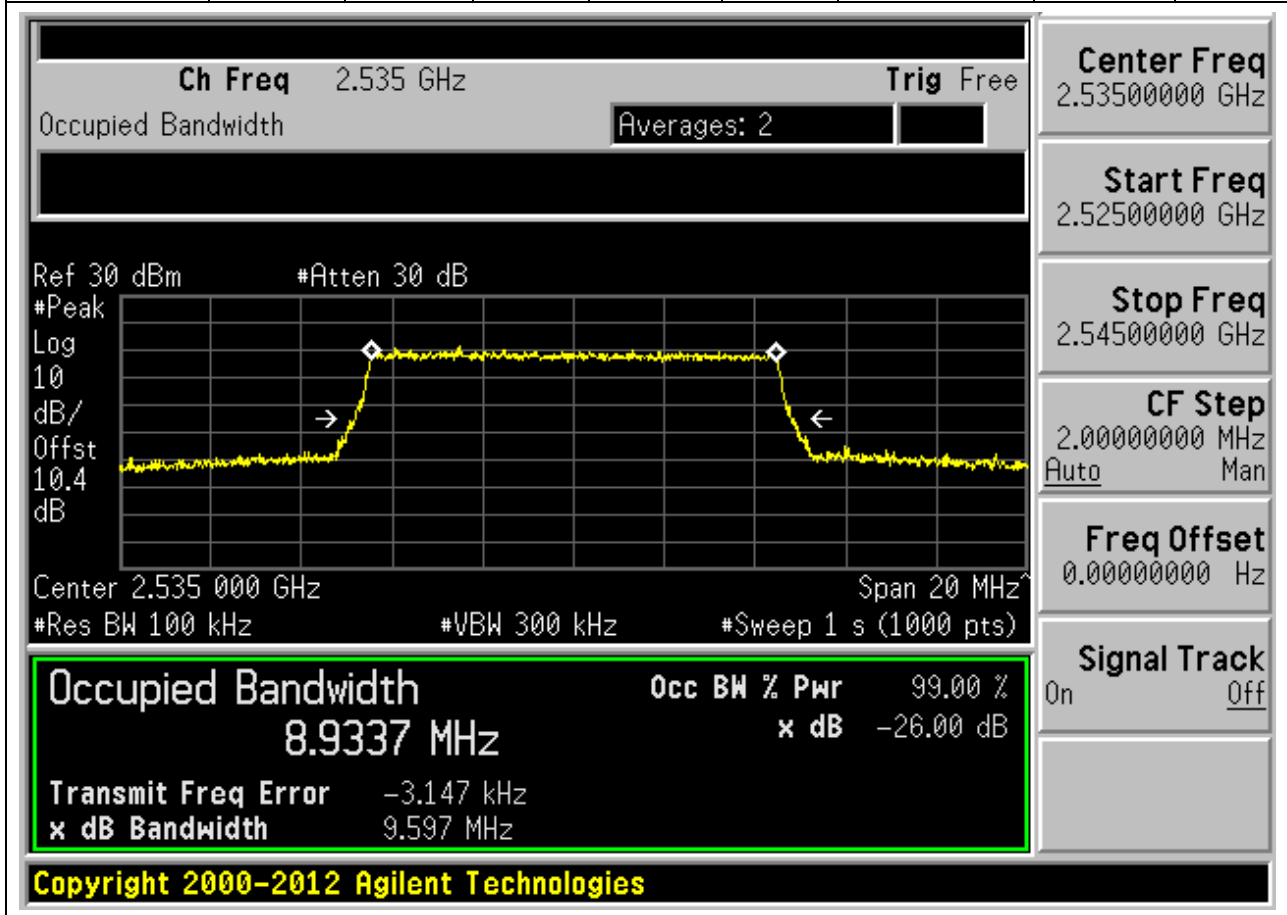 Ch Freq 2.535 GHz Trig Free
Occupied Bandwidth Averages: 2
Ref 30 dBm #Atten 30 dB
#Peak
Log
10
dB/
Offst
10.4
dB
Center 2.535 000 GHz Span 20 MHz^
#Res BW 100 kHz #VBW 300 kHz #Sweep 1 s (1000 pts)
Occupied Bandwidth Occ BW % Pwr 99.00 %
8.9337 MHz x dB -26.00 dB
Transmit Freq Error -3.147 kHz
x dB Bandwidth 9.597 MHz
Copyright 2000-2012 Agilent Technologies
Center Freq
2.53500000 GHz
Start Freq
2.52500000 GHz
Stop Freq
2.54500000 GHz
CF Step
2.00000000 MHz
Auto Man
Freq Offset
0.00000000 Hz
Signal Track
On Off